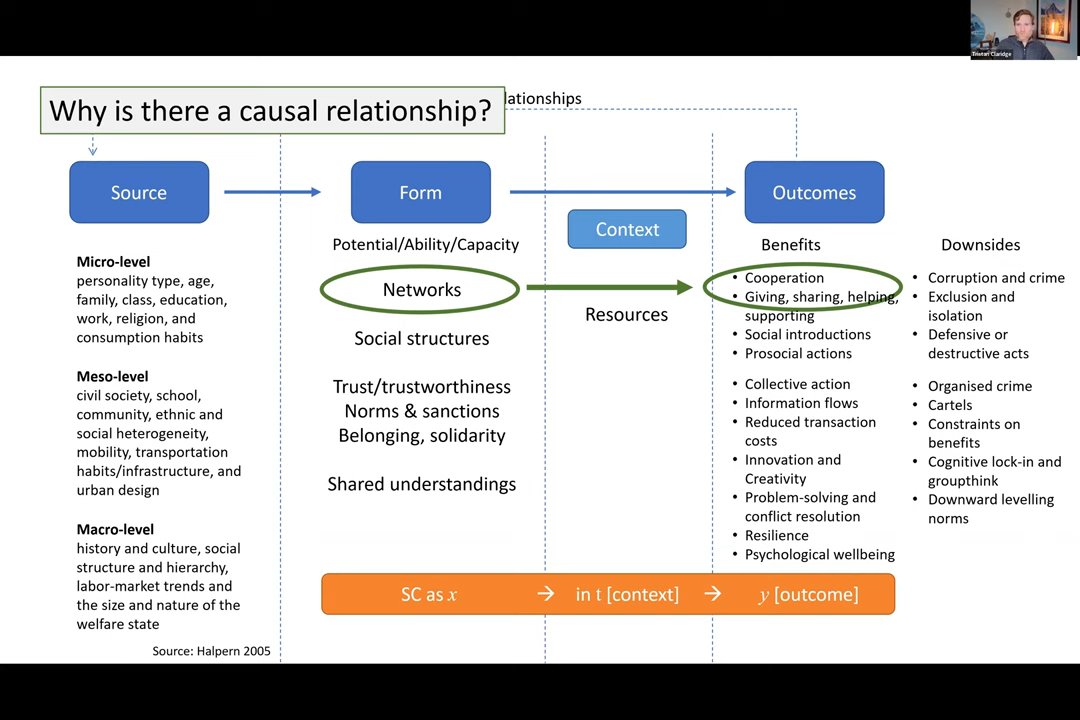 Tristan Claridge
Why is there a causal relationship?
lationships
Source
Form
Context
Outcomes
Micro-level
personality type, age,
family, class, education,
work, religion, and
consumption habits
Meso-level
civil society, school,
community, ethnic and
social heterogeneity,
mobility, transportation
habits/infrastructure, and
urban design
Macro-level
history and culture, social
structure and hierarchy,
labor-market trends and
the size and nature of the
welfare state
Source: Halpern 2005
Potential/Ability/Capacity
Networks
Social structures
Trust/trustworthiness
Norms & sanctions
Belonging, solidarity
Shared understandings
Resources
Benefits
• Cooperation
• Giving, sharing, helping,
supporting
• Social introductions
• Prosocial actions
• Collective action
• Information flows
• Reduced transaction
costs
• Innovation and
Creativity
• Problem-solving and
conflict resolution
• Resilience
• Psychological wellbeing
Downsides
• Corruption and crime
• Exclusion and
isolation
• Defensive or
destructive acts
• Organised crime
• Cartels
• Constraints on
benefits
• Cognitive lock-in and
groupthink
• Downward levelling
norms
SC as x → in t [context] → y [outcome]